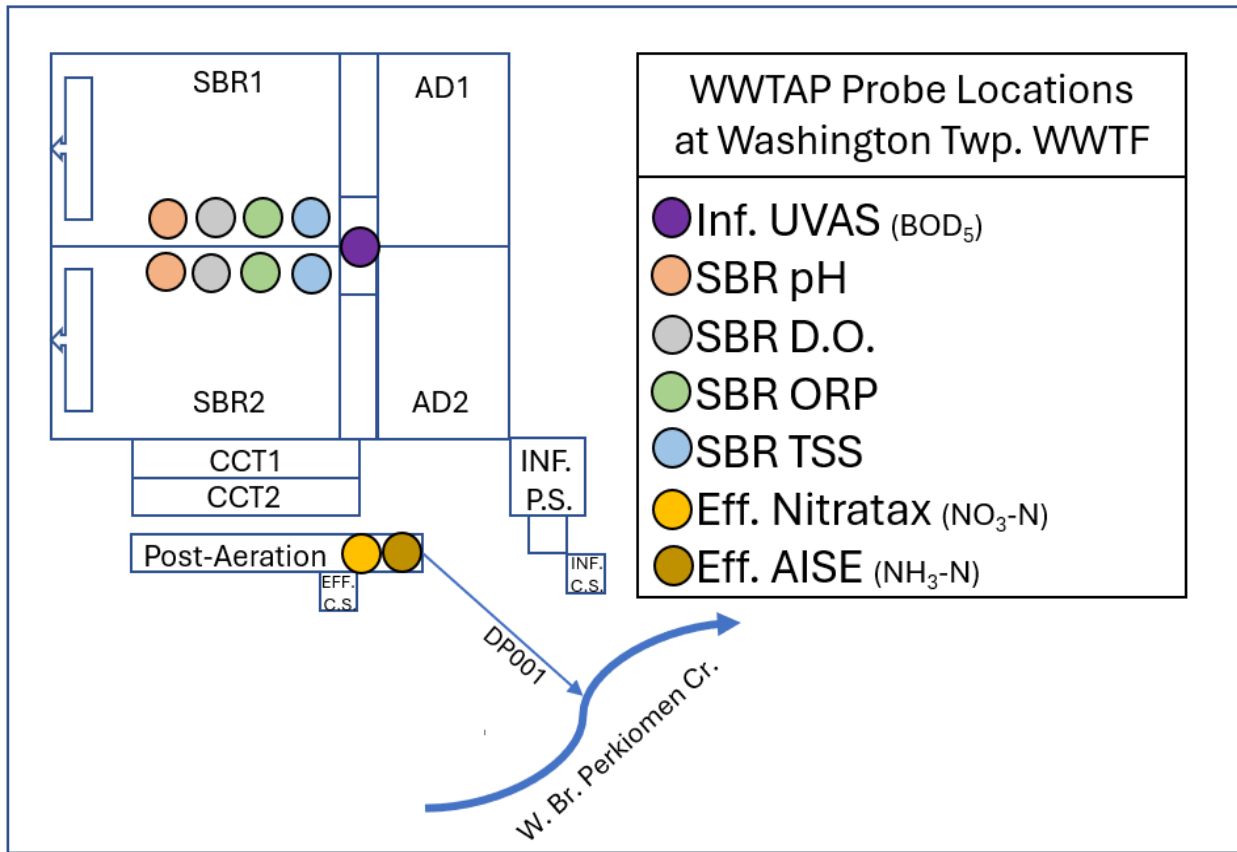 SBR1
AD1
SBR2
AD2
CCT1
CCT2
INF.
P.S.
Post-Aeration
EFF.
C.S.
INF.
C.S.
DP001
W. Br. Perkiomen Cr.
WWTAP Probe Locations
at Washington Twp. WWTF
Inf. UVAS (BOD₅)
SBR pH
SBR D.O.
SBR ORP
SBR TSS
Eff. Nitratax (NO₃-N)
Eff. AISE (NH₃-N)